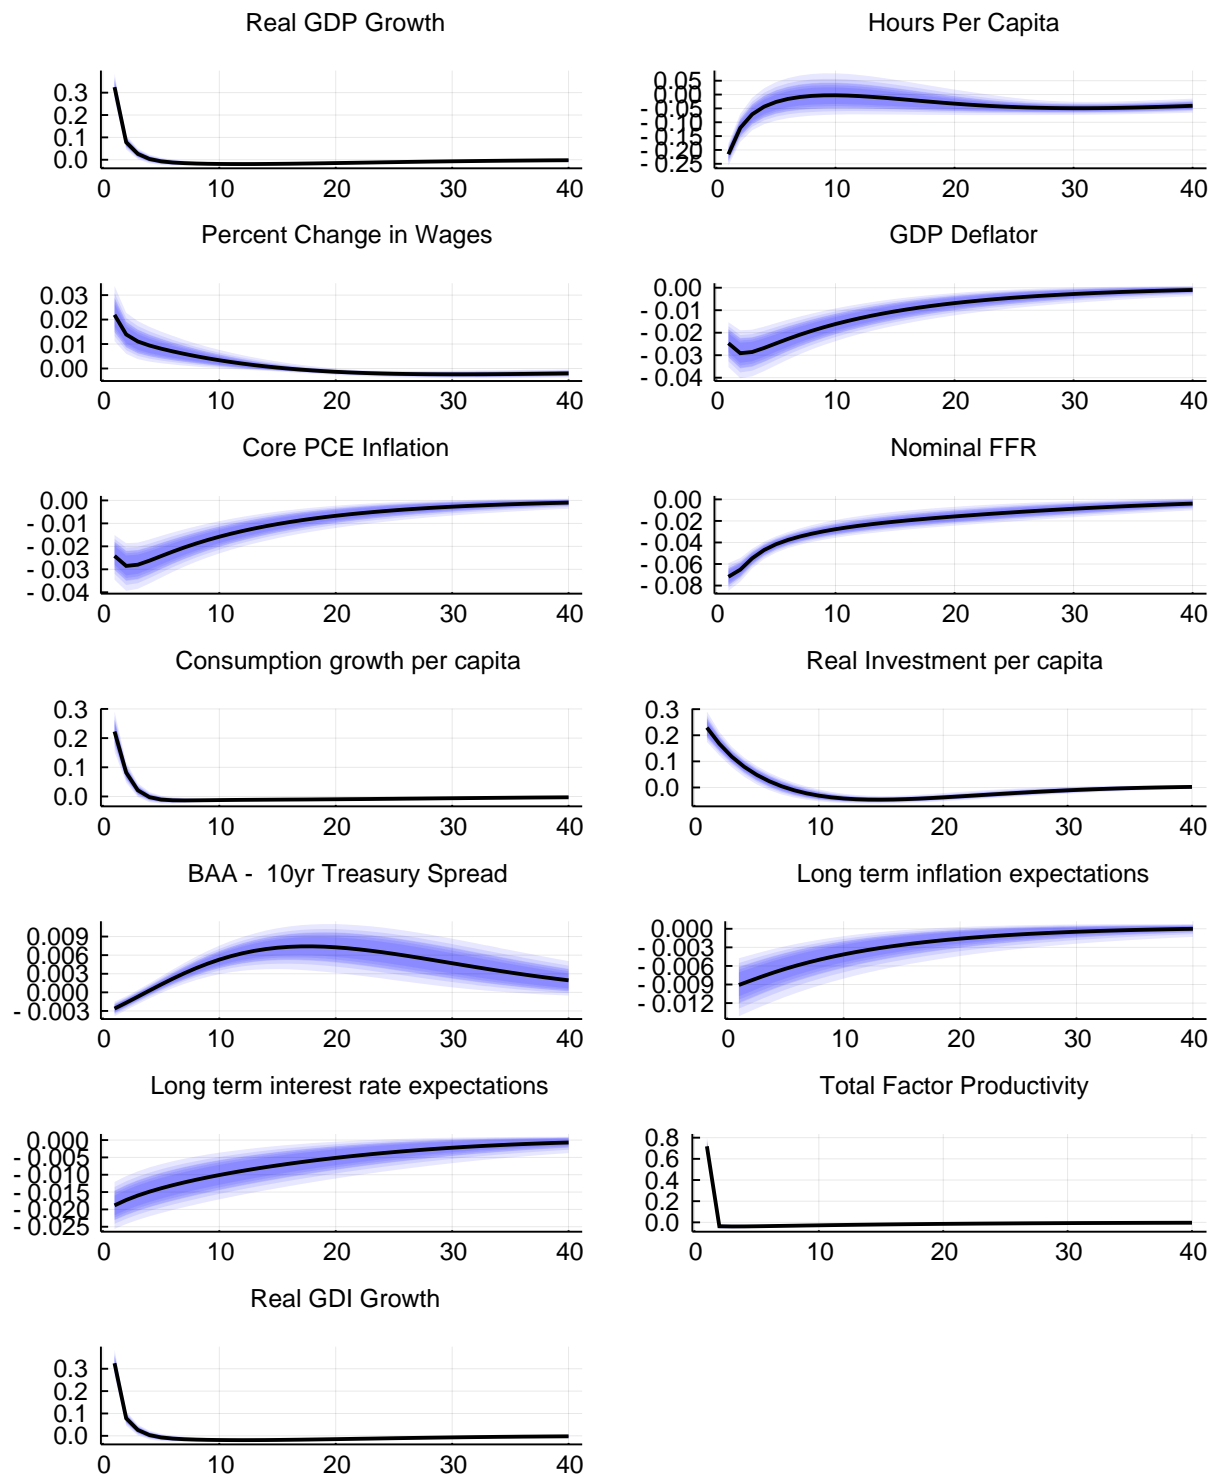 Real GDP Growth
0.3
0.2
0.1
0.0
0 10 20 30 40
Hours Per Capita
0.05
0.00
- 0.05
- 0.10
- 0.15
- 0.20
- 0.25
0 10 20 30 40
Percent Change in Wages
0.03
0.02
0.01
0.00
0 10 20 30 40
GDP Deflator
0.00
- 0.01
- 0.02
- 0.03
- 0.04
0 10 20 30 40
Core PCE Inflation
0.00
- 0.01
- 0.02
- 0.03
- 0.04
0 10 20 30 40
Nominal FFR
0.00
- 0.02
- 0.04
- 0.06
- 0.08
0 10 20 30 40
Consumption growth per capita
0.3
0.2
0.1
0.0
0 10 20 30 40
Real Investment per capita
0.3
0.2
0.1
0.0
0 10 20 30 40
BAA -  10yr Treasury Spread
0.009
0.006
0.003
0.000
- 0.003
0 10 20 30 40
Long term inflation expectations
0.000
- 0.003
- 0.006
- 0.009
- 0.012
0 10 20 30 40
Long term interest rate expectations
0.000
- 0.005
- 0.010
- 0.015
- 0.020
- 0.025
0 10 20 30 40
Total Factor Productivity
0.8
0.6
0.4
0.2
0.0
0 10 20 30 40
Real GDI Growth
0.3
0.2
0.1
0.0
0 10 20 30 40